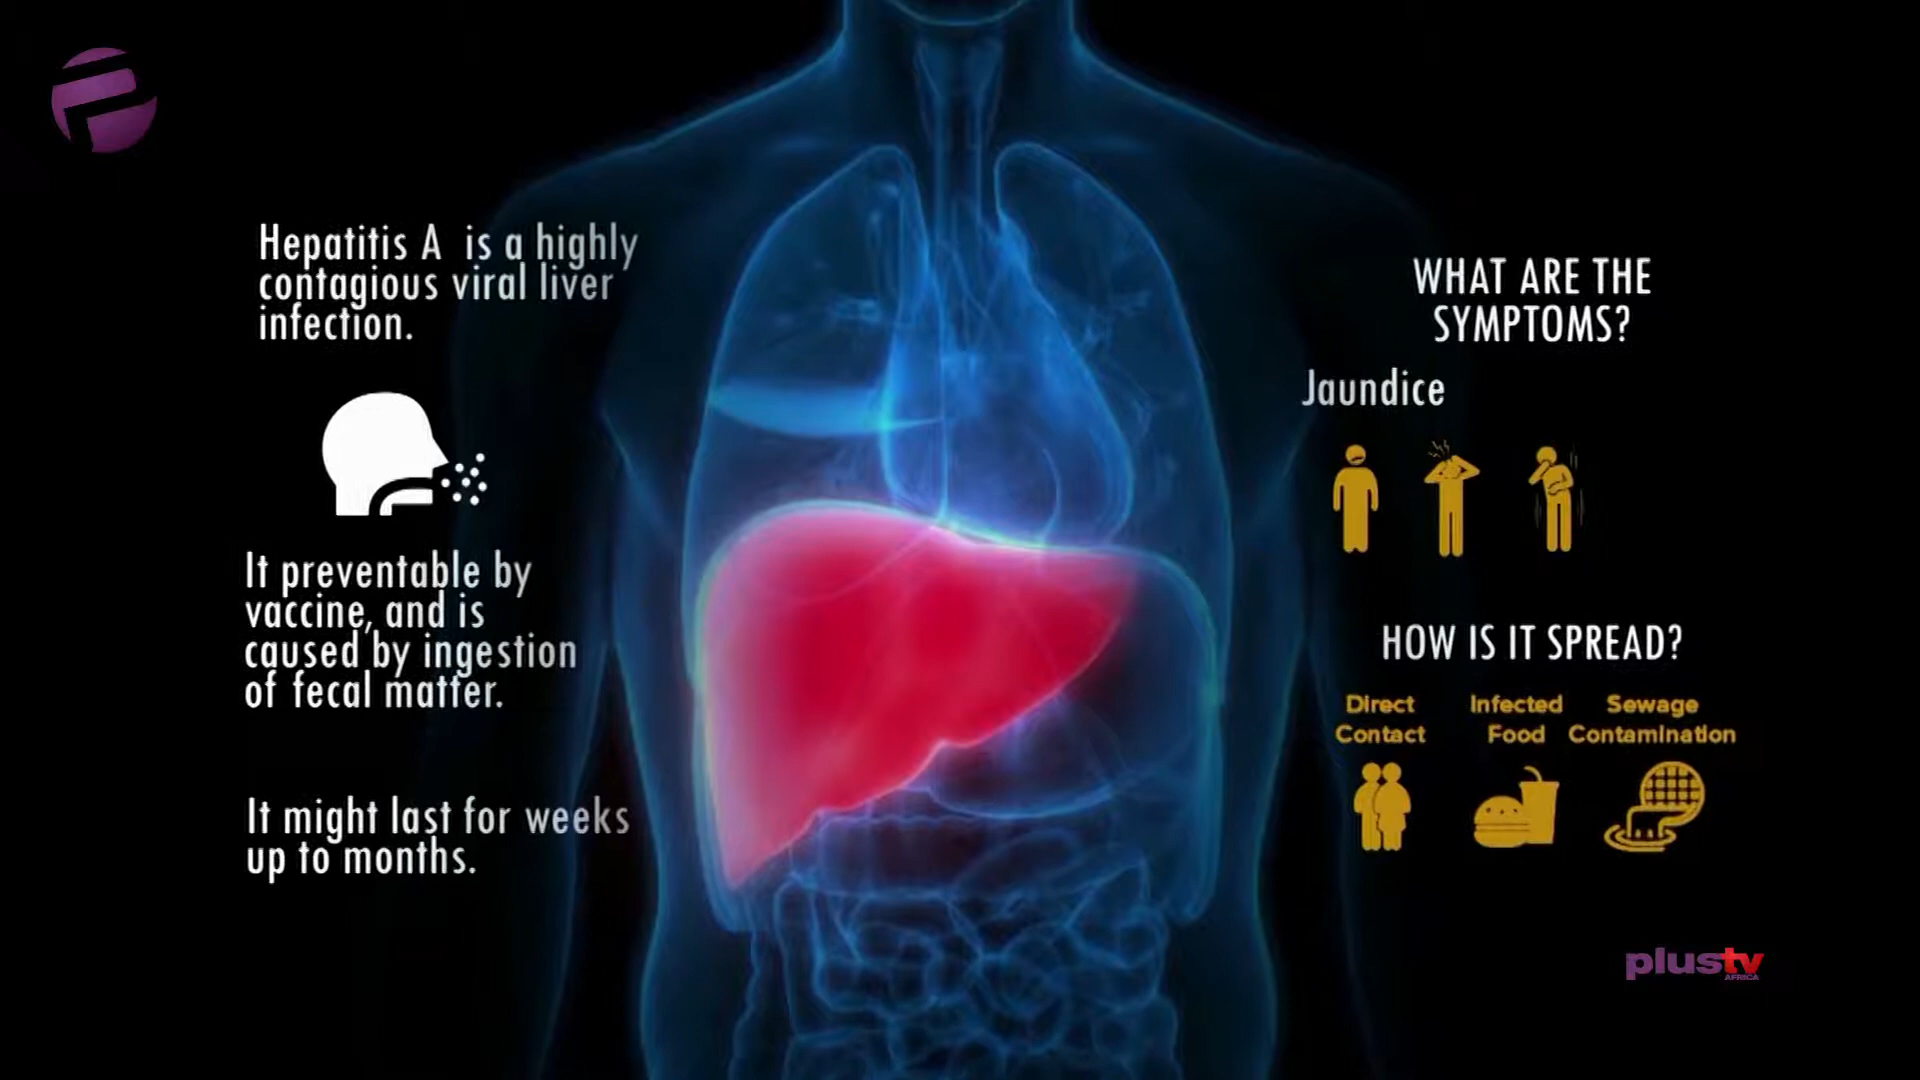 Hepatitis A is a highly
contagious viral liver
infection.
It preventable by
vaccine, and is
caused by ingestion
of fecal matter.
It might last for weeks
up to months.
WHAT ARE THE
SYMPTOMS?
Jaundice
HOW IS IT SPREAD?
Direct
Contact
Infected
Food
Sewage
Contamination
plustv
AFRICA